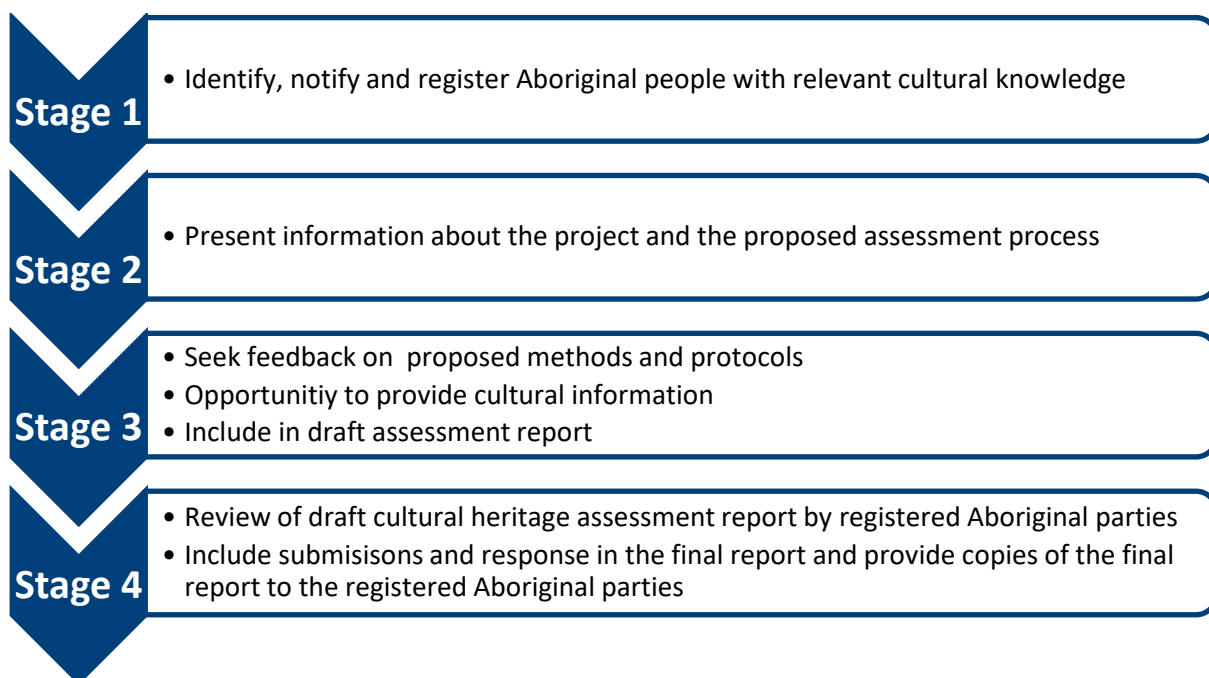 Stage 1
• Identify, notify and register Aboriginal people with relevant cultural knowledge
Stage 2
• Present information about the project and the proposed assessment process
Stage 3
• Seek feedback on  proposed methods and protocols
• Opportunitiy to provide cultural information
• Include in draft assessment report
Stage 4
• Review of draft cultural heritage assessment report by registered Aboriginal parties
• Include submisisons and response in the final report and provide copies of the final
report to the registered Aboriginal parties